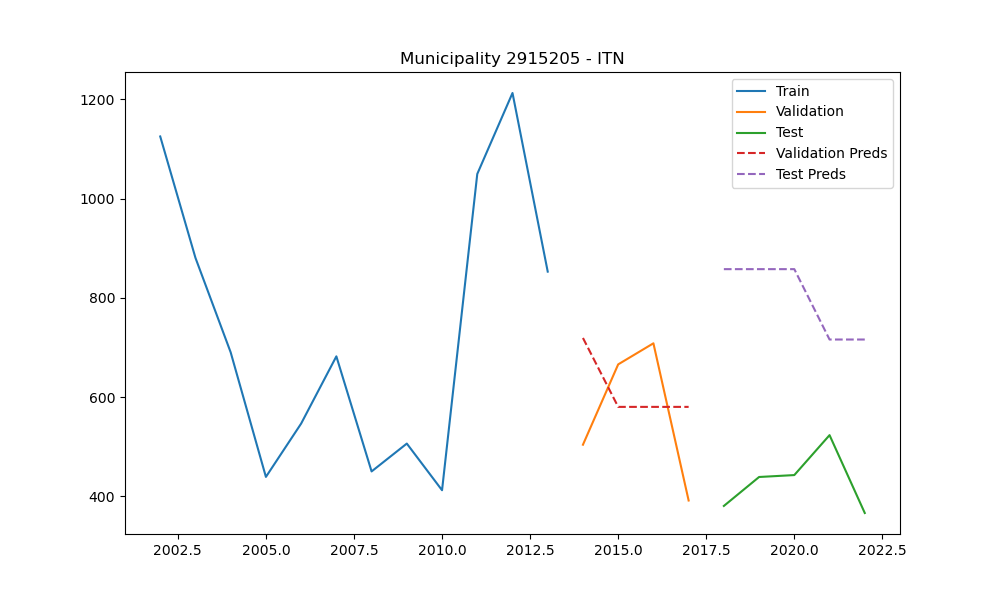 Municipality 2915205 - ITN
1200
1000
800
600
400
Train
Validation
Test
Validation Preds
Test Preds
2002.5 2005.0 2007.5 2010.0 2012.5 2015.0 2017.5 2020.0 2022.5